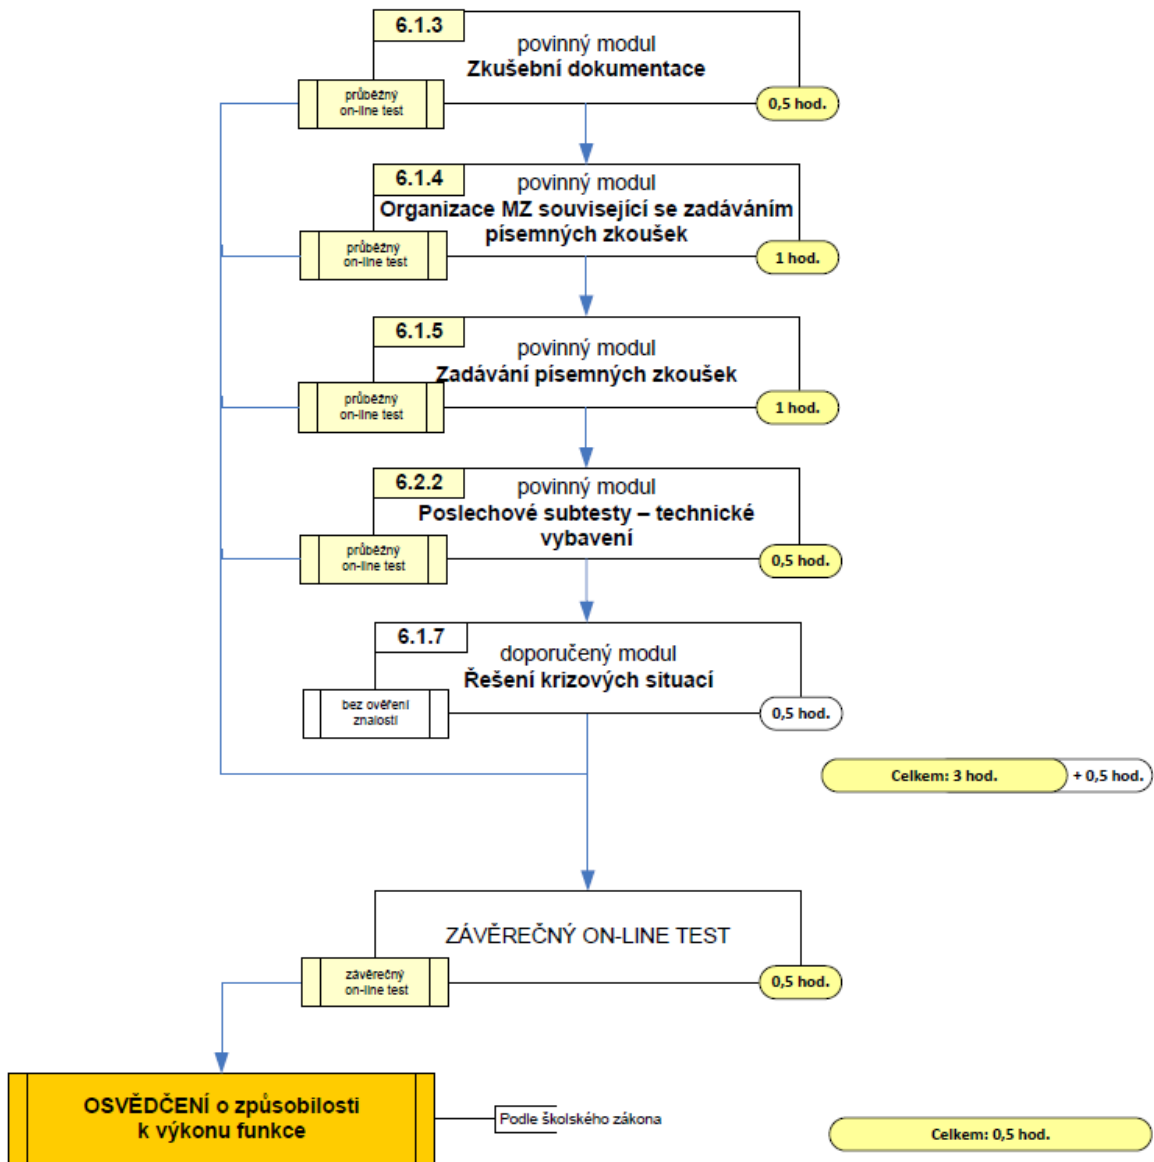 6.1.3
povinný modul
Zkušební dokumentace
průběžný
on-line test
0,5 hod.
6.1.4
povinný modul
Organizace MZ související se zadáváním
písemných zkoušek
průběžný
on-line test
1 hod.
6.1.5
povinný modul
Zadávání písemných zkoušek
průběžný
on-line test
1 hod.
6.2.2
povinný modul
Poslechové subtesty – technické
vybavení
průběžný
on-line test
0,5 hod.
6.1.7
doporučený modul
Řešení krizových situací
bez ověření
znalostí
0,5 hod.
Celkem: 3 hod. + 0,5 hod.
ZÁVĚREČNÝ ON-LINE TEST
závěrečný
on-line test
0,5 hod.
OSVĚDČENÍ o způsobilosti
k výkonu funkce
Podle školského zákona
Celkem: 0,5 hod.